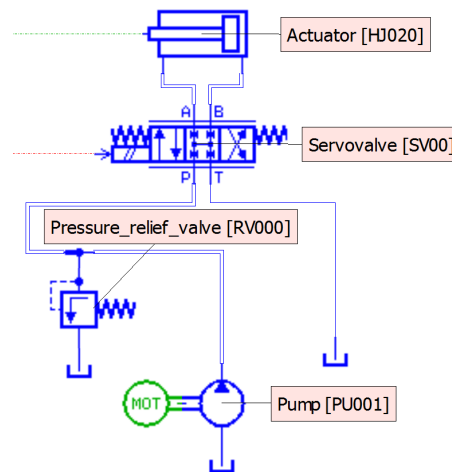 Actuator [HJ020]
A B
Servovalve [SV00]
P T
Pressure_relief_valve [RV000]
MOT
Pump [PU001]